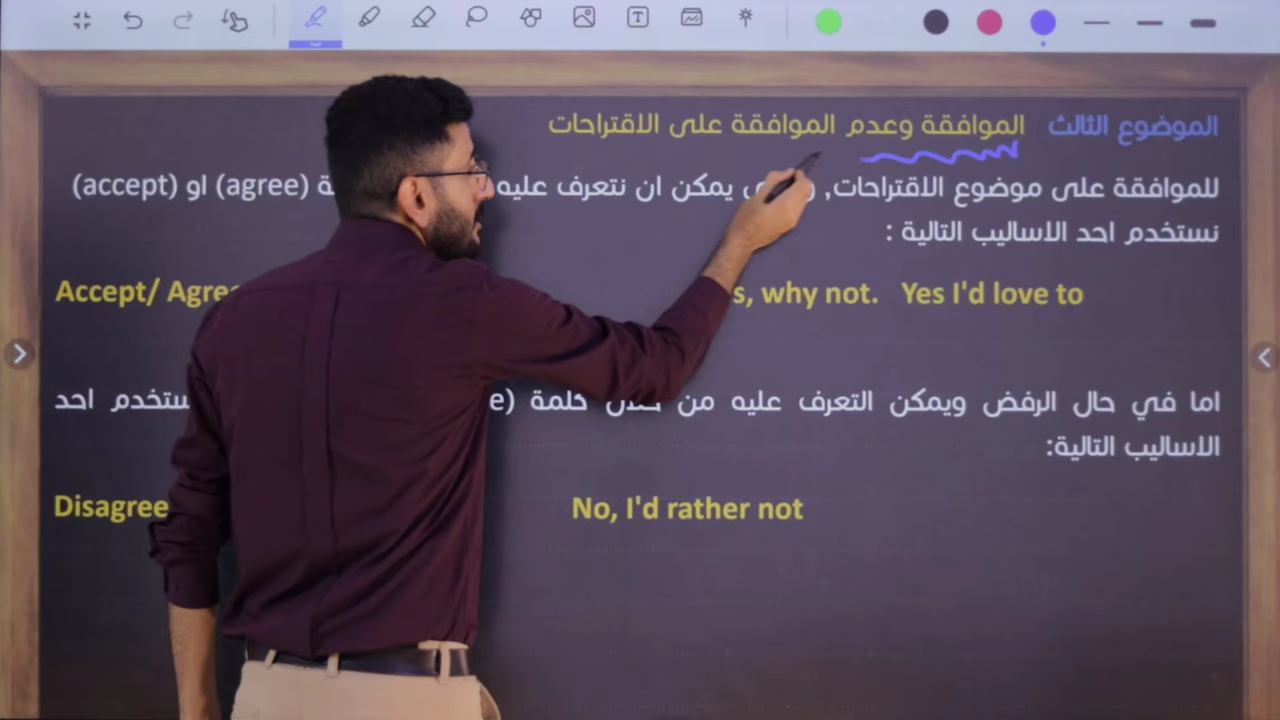 الموضوع الثالث الموافقة وعدم الموافقة على الاقتراحات
للموافقة على موضوع الاقتراحات, يمكن ان نتعرف عليه (agree) او (accept)
نستخدم احد الاساليب التالية :
Accept/ why not. Yes I'd love to
اما في حال الرفض ويمكن التعرف عليه من كلمة احد
الاساليب التالية:
Disagree No, I'd rather not